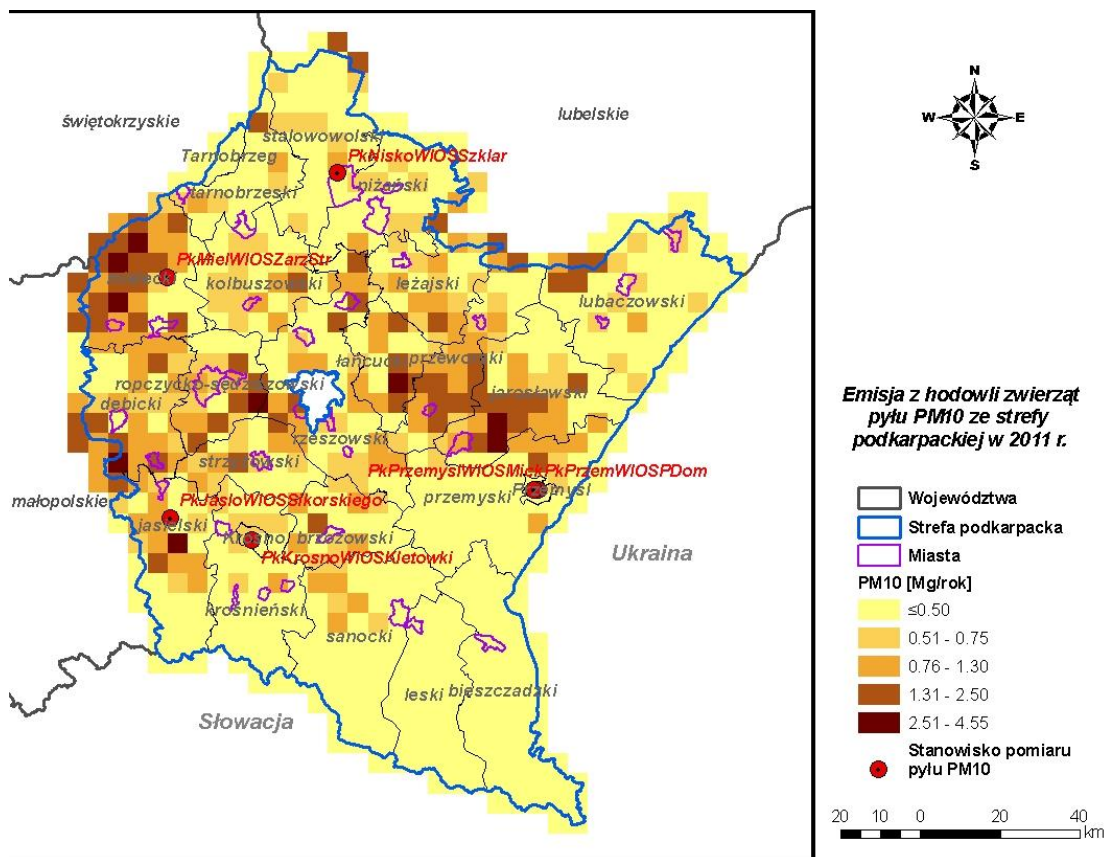 świętokrzyskie
lubelskie
stalowowolski
Tarnobrzeg
PkNiskoWIOSSzklar
niżański
tarnobrzeski
PkMielWIOSZarzStr
kolbuszowski
leżajski
lubaczowski
przeworski
ropczycko-sędziszowski
jarosławski
dębicki
rzeszowski
strzyżowski
PkPrzemyslWIOSMickPkPrzemWIOSPDom
małopolskie
przemyski
Przemyśl
PkJasloWIOSSikorskiego
jasielski
Krosno
brzozowski
PkKrosnoWIOSKletowki
Ukraina
krośnieński
sanocki
leski
bieszczadzki
Słowacja
N
W
E
S
Emisja z hodowli zwierząt
pyłu PM10 ze strefy
podkarpackiej w 2011 r.
Województwa
Strefa podkarpacka
Miasta
PM10 [Mg/rok]
≤0.50
0.51 - 0.75
0.76 - 1.30
1.31 - 2.50
2.51 - 4.55
Stanowisko pomiaru
pyłu PM10
20 10 0 20 40
km